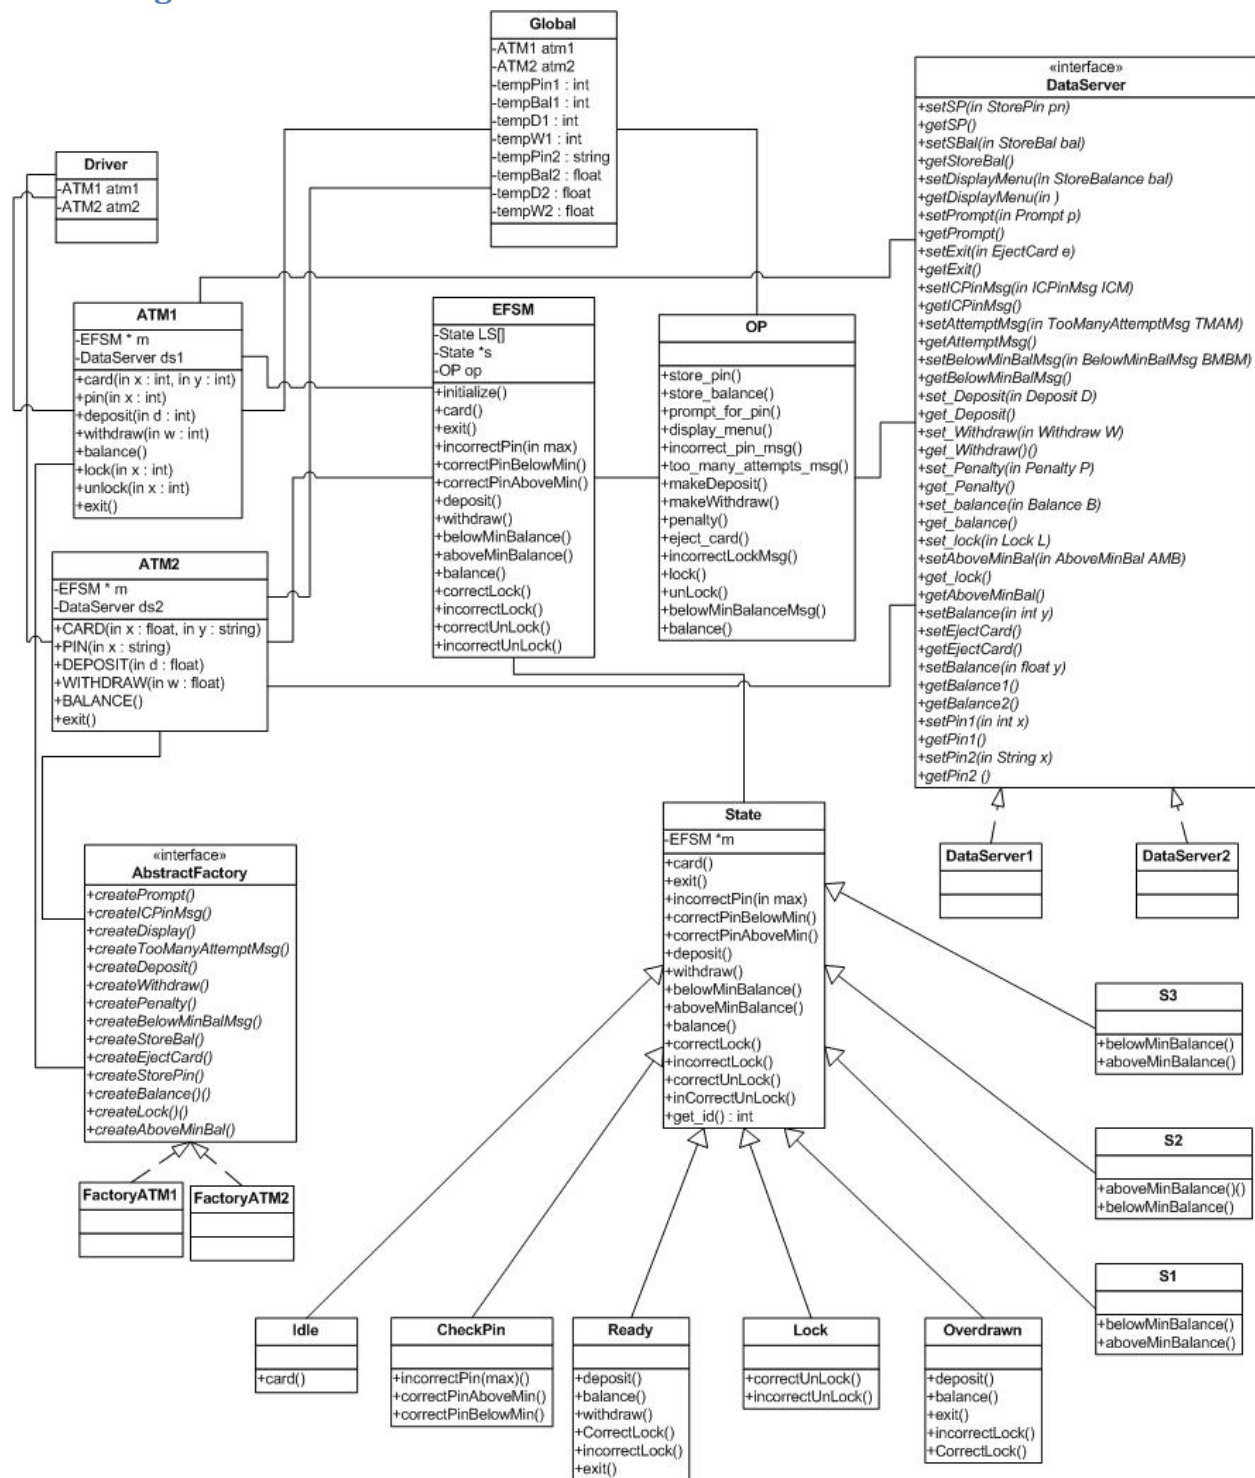 Global
-ATM1 atm1
-ATM2 atm2
-tempPin1 : int
-tempBal1 : int
-tempD1 : int
-tempW1 : int
-tempPin2 : string
-tempBal2 : float
-tempD2 : float
-tempW2 : float
«interface»
DataServer
+setSP(in StorePin pn)
+getSP()
+setSBal(in StoreBal bal)
+getStoreBal()
+setDisplayMenu(in StoreBalance bal)
+getDisplayMenu(in )
+setPrompt(in Prompt p)
+getPrompt()
+setExit(in EjectCard e)
+getExit()
+setICPinMsg(in ICPinMsg ICM)
+getICPinMsg()
+setAttemptMsg(in TooManyAttemptMsg TMAM)
+getAttemptMsg()
+setBelowMinBalMsg(in BelowMinBalMsg BMBM)
+getBelowMinBalMsg()
+set_Deposit(in Deposit D)
+get_Deposit()
+set_Withdraw(in Withdraw W)
+get_Withdraw()()
+set_Penalty(in Penalty P)
+get_Penalty()
+set_balance(in Balance B)
+get_balance()
+set_lock(in Lock L)
+setAboveMinBal(in AboveMinBal AMB)
+get_lock()
+getAboveMinBal()
+setBalance(in int y)
+setEjectCard()
+getEjectCard()
+setBalance(in float y)
+getBalance1()
+getBalance2()
+setPin1(in int x)
+getPin1()
+setPin2(in String x)
+getPin2 ()
Driver
-ATM1 atm1
-ATM2 atm2
ATM1
-EFSM * m
-DataServer ds1
+card(in x : int, in y : int)
+pin(in x : int)
+deposit(in d : int)
+withdraw(in w : int)
+balance()
+lock(in x : int)
+unlock(in x : int)
+exit()
EFSM
-State LS[]
-State *s
-OP op
+initialize()
+card()
+exit()
+incorrectPin(in max)
+correctPinBelowMin()
+correctPinAboveMin()
+deposit()
+withdraw()
+belowMinBalance()
+aboveMinBalance()
+balance()
+correctLock()
+incorrectLock()
+correctUnLock()
+incorrectUnLock()
OP
+store_pin()
+store_balance()
+prompt_for_pin()
+display_menu()
+incorrect_pin_msg()
+too_many_attempts_msg()
+makeDeposit()
+makeWithdraw()
+penalty()
+eject_card()
+incorrectLockMsg()
+lock()
+unLock()
+belowMinBalanceMsg()
+balance()
ATM2
-EFSM * m
-DataServer ds2
+CARD(in x : float, in y : string)
+PIN(in x : string)
+DEPOSIT(in d : float)
+WITHDRAW(in w : float)
+BALANCE()
+exit()
State
-EFSM *m
+card()
+exit()
+incorrectPin(in max)
+correctPinBelowMin()
+correctPinAboveMin()
+deposit()
+withdraw()
+belowMinBalance()
+aboveMinBalance()
+balance()
+correctLock()
+incorrectLock()
+correctUnLock()
+inCorrectUnLock()
+get_id() : int
DataServer1
DataServer2
«interface»
AbstractFactory
+createPrompt()
+createICPinMsg()
+createDisplay()
+createTooManyAttemptMsg()
+createDeposit()
+createWithdraw()
+createPenalty()
+createBelowMinBalMsg()
+createStoreBal()
+createEjectCard()
+createStorePin()
+createBalance()()
+createLock()()
+createAboveMinBal()
FactoryATM1
FactoryATM2
S3
+belowMinBalance()
+aboveMinBalance()
S2
+aboveMinBalance()()
+belowMinBalance()
S1
+belowMinBalance()
+aboveMinBalance()
Idle
+card()
CheckPin
+incorrectPin(max)()
+correctPinAboveMin()
+correctPinBelowMin()
Ready
+deposit()
+balance()
+withdraw()
+CorrectLock()
+incorrectLock()
+exit()
Lock
+correctUnLock()
+incorrectUnLock()
Overdrawn
+deposit()
+balance()
+exit()
+incorrectLock()
+CorrectLock()